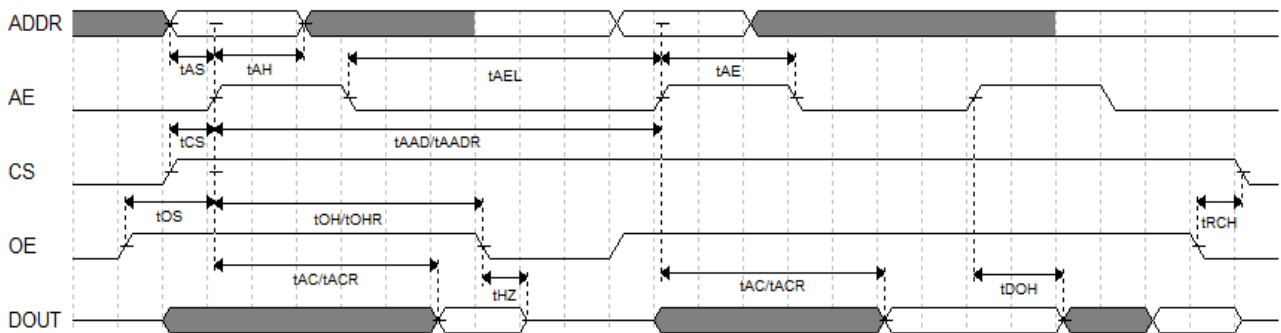 ADDR
tAS
tAH
tAEL
tAE
AE
tCS
tAAD/tAADR
CS
tOS
tOH/tOHR
tRCH
OE
tAC/tACR
tHZ
tAC/tACR
tDOH
DOUT